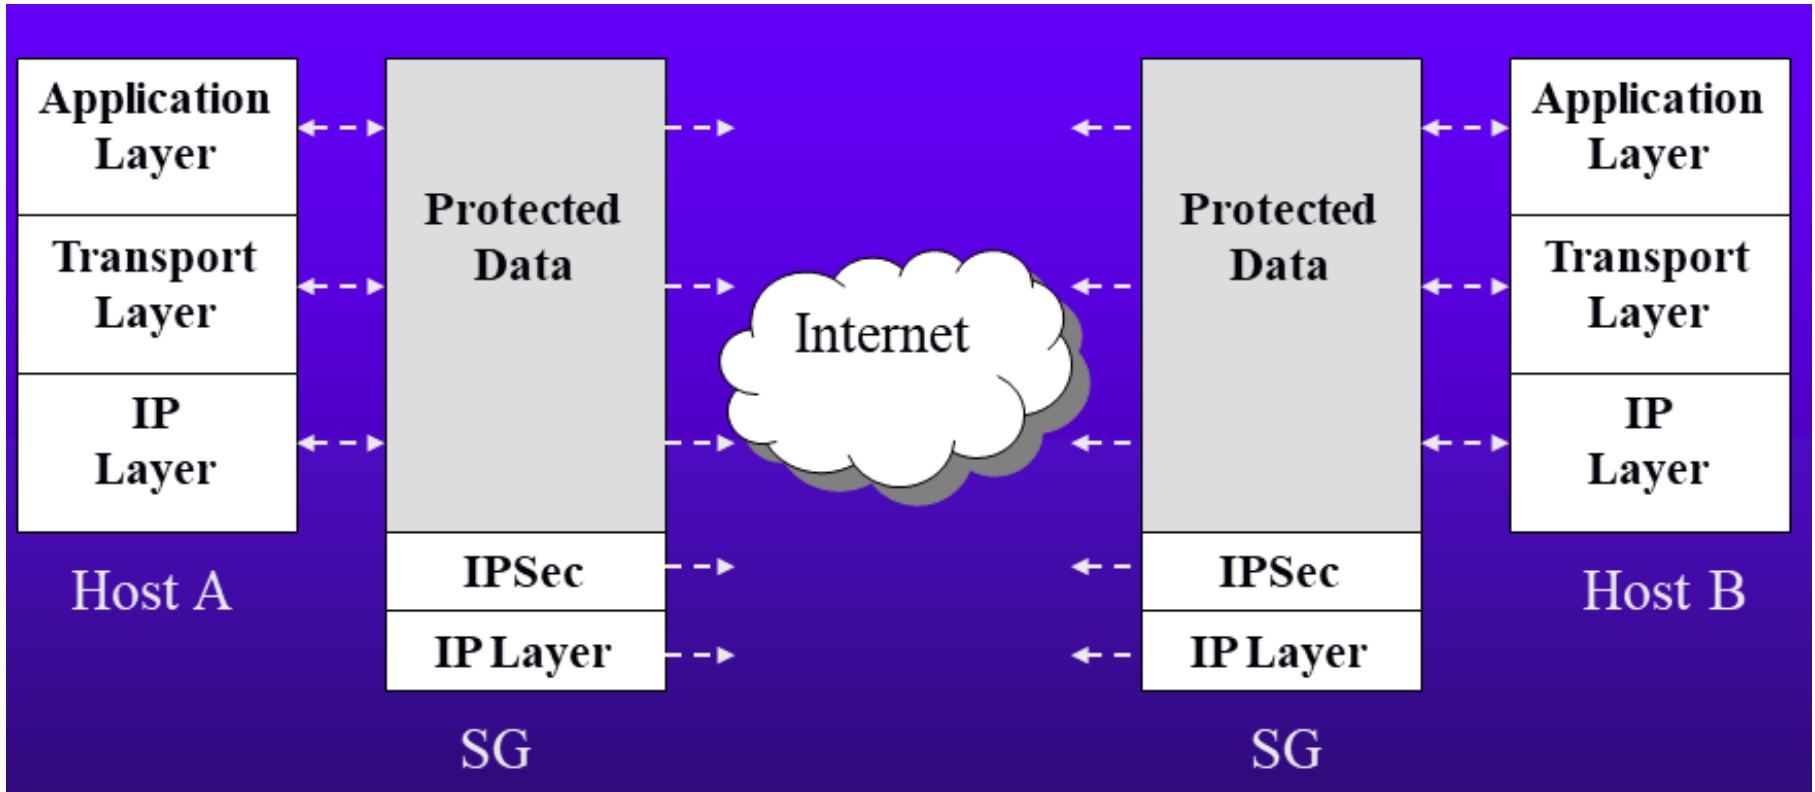 Application
Layer
Transport
Layer
IP
Layer
Host A
Protected
Data
IPSec
IP Layer
SG
Internet
Protected
Data
IPSec
IP Layer
SG
Application
Layer
Transport
Layer
IP
Layer
Host B